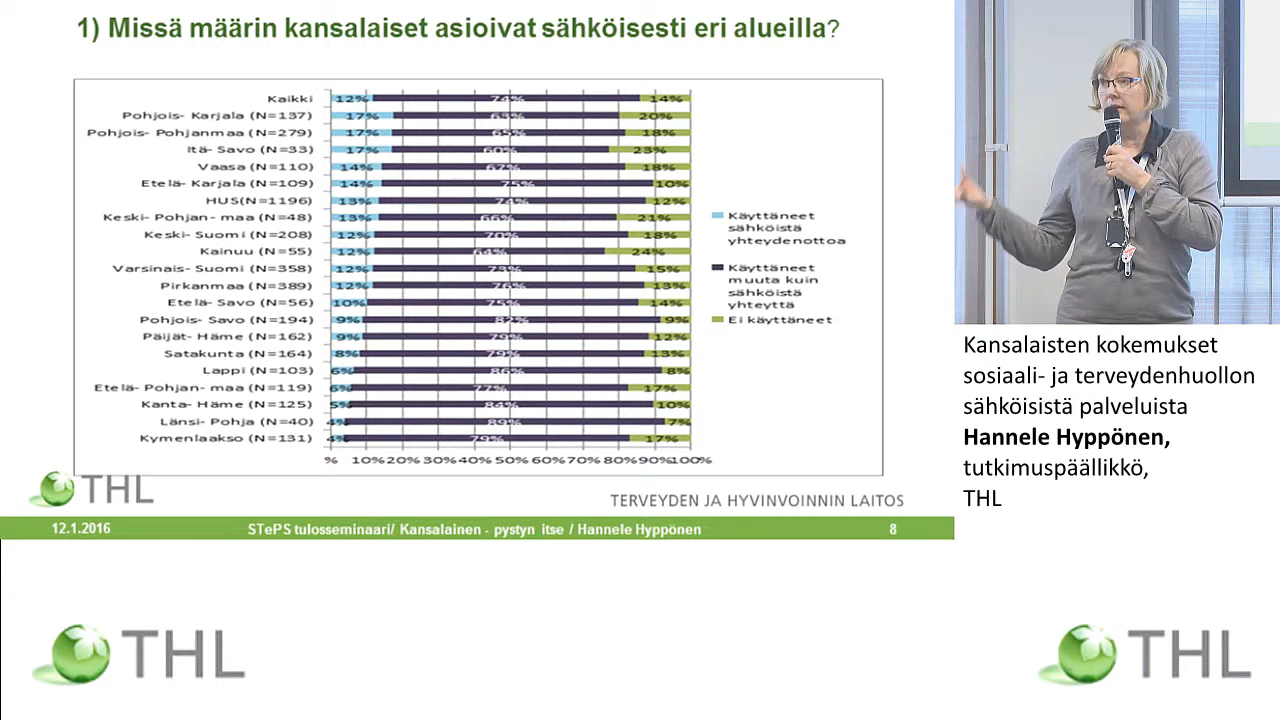 1) Missä määrin kansalaiset asioivat sähköisesti eri alueilla?
Kaikki 12% 74% 14%
Pohjois- Karjala (N=137) 17% 63% 20%
Pohjois- Pohjanmaa (N=279) 17% 65% 18%
Itä- Savo (N=33) 17% 60% 23%
Vaasa (N=110) 14% 67% 18%
Etelä- Karjala (N=109) 14% 75% 10%
HUS(N=1196) 13% 74% 12%
Keski- Pohjan- maa (N=48) 13% 66% 21%
Keski- Suomi (N=208) 12% 70% 18%
Kainuu (N=55) 12% 64% 24%
Varsinais- Suomi (N=358) 12% 73% 15%
Pirkanmaa (N=389) 12% 76% 13%
Etelä- Savo (N=56) 10% 75% 14%
Pohjois- Savo (N=194) 9% 82% 9%
Päijät- Häme (N=162) 9% 79% 12%
Satakunta (N=164) 8% 79% 13%
Lappi (N=103) 6% 86% 8%
Etelä- Pohjan- maa (N=119) 6% 77% 17%
Kanta- Häme (N=125) 5% 84% 10%
Länsi- Pohja (N=40) 4% 89% 7%
Kymenlaakso (N=131) 4% 79% 17%
% 10% 20% 30% 40% 50% 60% 70% 80% 90% 100%
Käyttäneet
sähköistä
yhteydenottoa
Käyttäneet
muuta kuin
sähköistä
yhteyttä
Ei käyttäneet
THL
TERVEYDEN JA HYVINVOINNIN LAITOS
12.1.2016 STePS tulosseminaari/ Kansalainen - pystyn itse / Hannele Hyppönen 8
Kansalaisten kokemukset
sosiaali- ja terveydenhuollon
sähköisistä palveluista
Hannele Hyppönen,
tutkimuspäällikkö,
THL
THL
THL